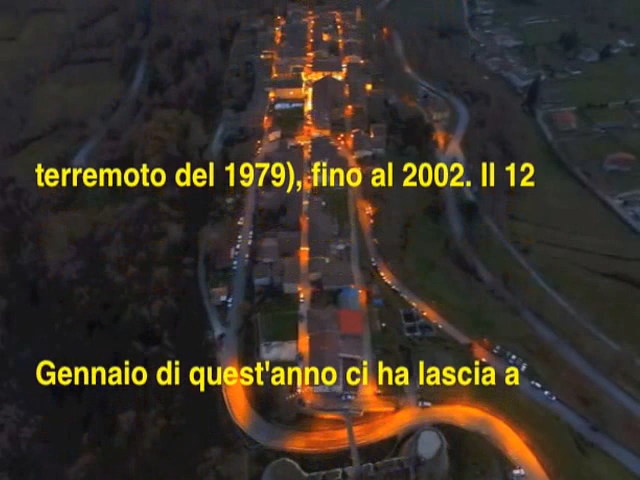 terremoto del 1979), fino al 2002. Il 12
Gennaio di quest'anno ci ha lascia a